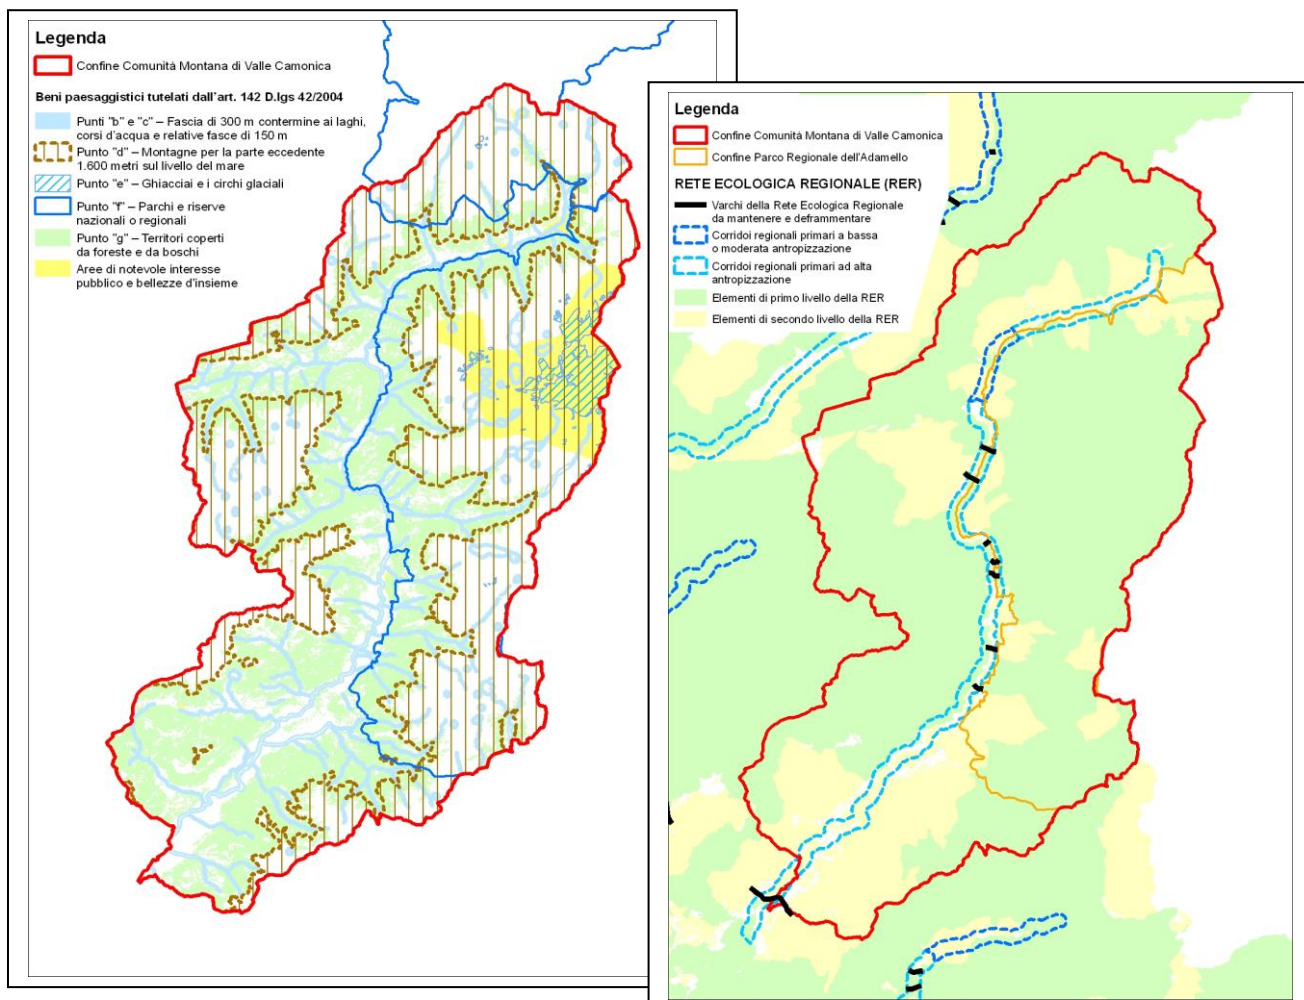 Legenda
Confine Comunità Montana di Valle Camonica
Beni paesaggistici tutelati dall'art. 142 D.lgs 42/2004
Punti "b" e "c" – Fascia di 300 m contermine ai laghi,
corsi d'acqua e relative fasce di 150 m
Punto "d" – Montagne per la parte eccedente
1.600 metri sul livello del mare
Punto "e" – Ghiacciai e i circhi glaciali
Punto "f" – Parchi e riserve
nazionali o regionali
Punto "g" – Territori coperti
da foreste e da boschi
Aree di notevole interesse
pubblico e bellezze d'insieme
Legenda
Confine Comunità Montana di Valle Camonica
Confine Parco Regionale dell'Adamello
RETE ECOLOGICA REGIONALE (RER)
Varchi della Rete Ecologica Regionale
da mantenere e deframmentare
Corridoi regionali primari a bassa
o moderata antropizzazione
Corridoi regionali primari ad alta
antropizzazione
Elementi di primo livello della RER
Elementi di secondo livello della RER